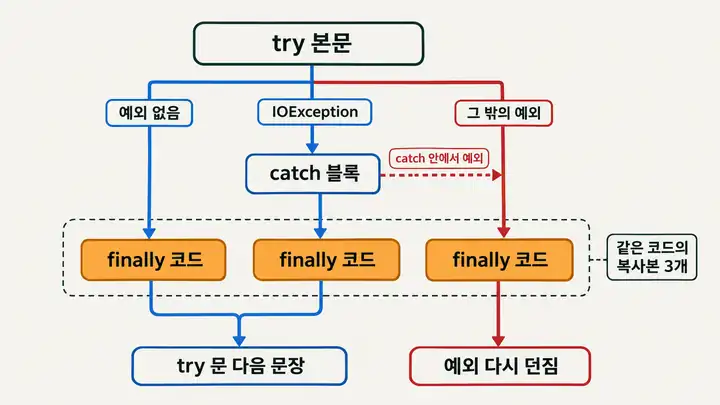 try 본문
예외 없음
IOException
그 밖의 예외
catch 블록
catch 안에서 예외
finally 코드
finally 코드
finally 코드
같은 코드의
복사본 3개
try 문 다음 문장
예외 다시 던짐